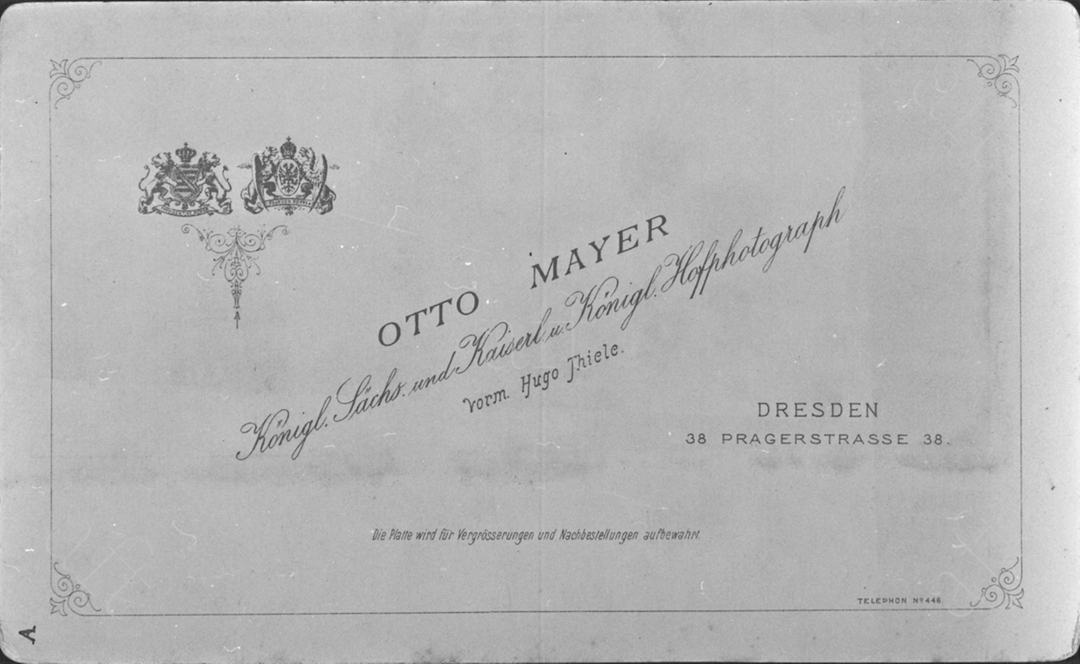 OTTO MAYER
Königl. Sächs. und Kaiserl. u. Königl. Hofphotograph
vorm. Hugo Thiele.
DRESDEN
38 PRAGERSTRASSE 38.
Die Platte wird für Vergrösserungen und Nachbestellungen aufbewahrt.
TELEPHON Nº 446
A